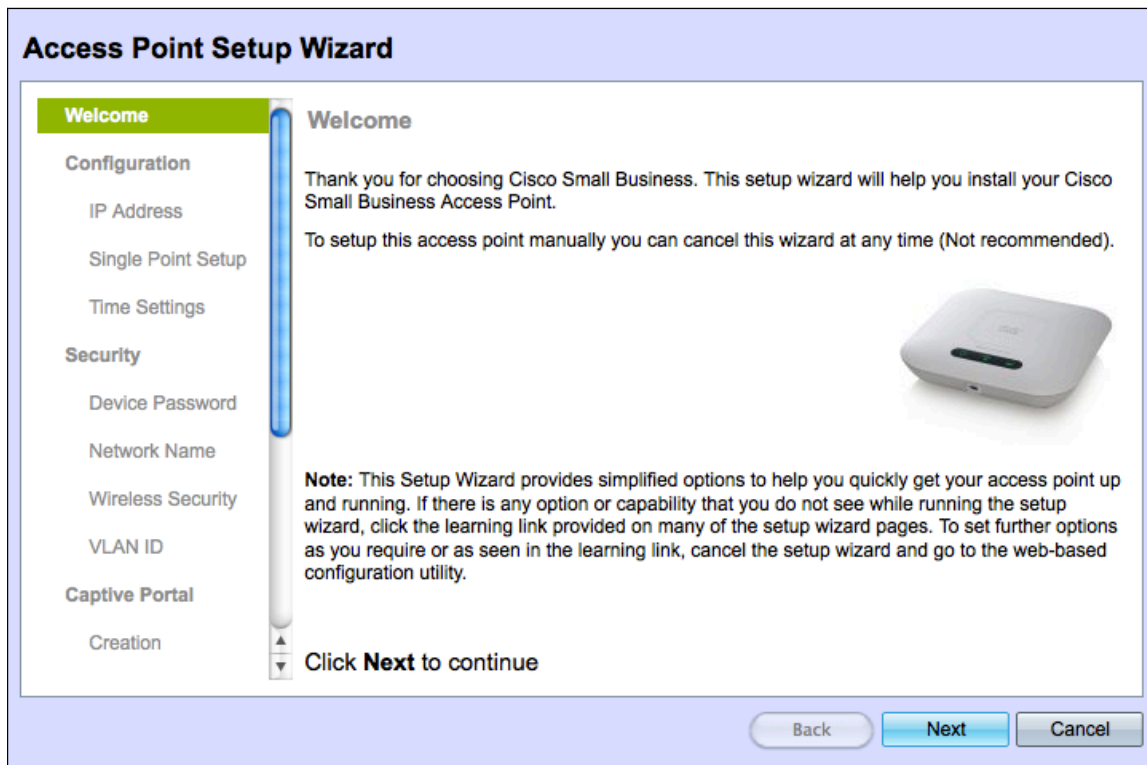 Access Point Setup Wizard
Welcome
Configuration
IP Address
Single Point Setup
Time Settings
Security
Device Password
Network Name
Wireless Security
VLAN ID
Captive Portal
Creation
Welcome
Thank you for choosing Cisco Small Business. This setup wizard will help you install your Cisco
Small Business Access Point.
To setup this access point manually you can cancel this wizard at any time (Not recommended).
Note: This Setup Wizard provides simplified options to help you quickly get your access point up
and running. If there is any option or capability that you do not see while running the setup
wizard, click the learning link provided on many of the setup wizard pages. To set further options
as you require or as seen in the learning link, cancel the setup wizard and go to the web-based
configuration utility.
Click Next to continue
Back
Next
Cancel